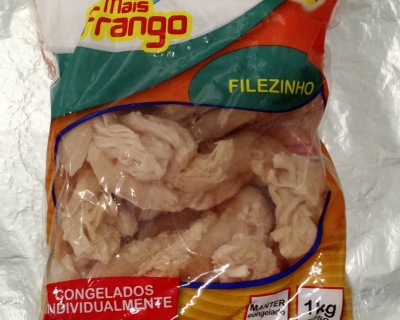 mais
frango
FILEZINHO
CONGELADOS
INDIVIDUALMENTE
MANTER
congelado
1kg